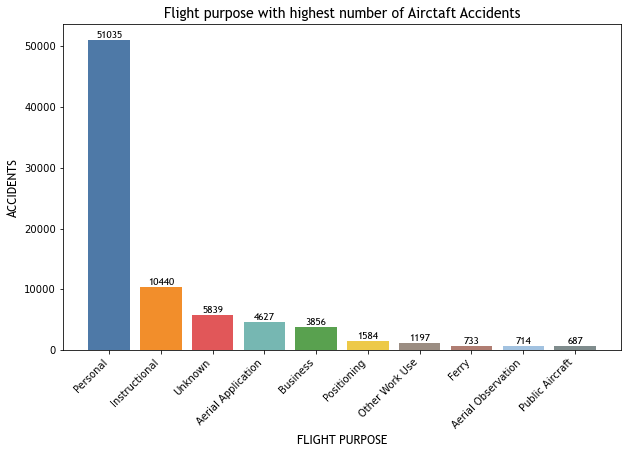 Flight purpose with highest number of Airctaft Accidents
ACCIDENTS
50000
40000
30000
20000
10000
0
51035
10440
5839
4627
3856
1584
1197
733
714
687
Personal
Instructional
Unknown
Aerial Application
Business
Positioning
Other Work Use
Ferry
Aerial Observation
Public Aircraft
FLIGHT PURPOSE